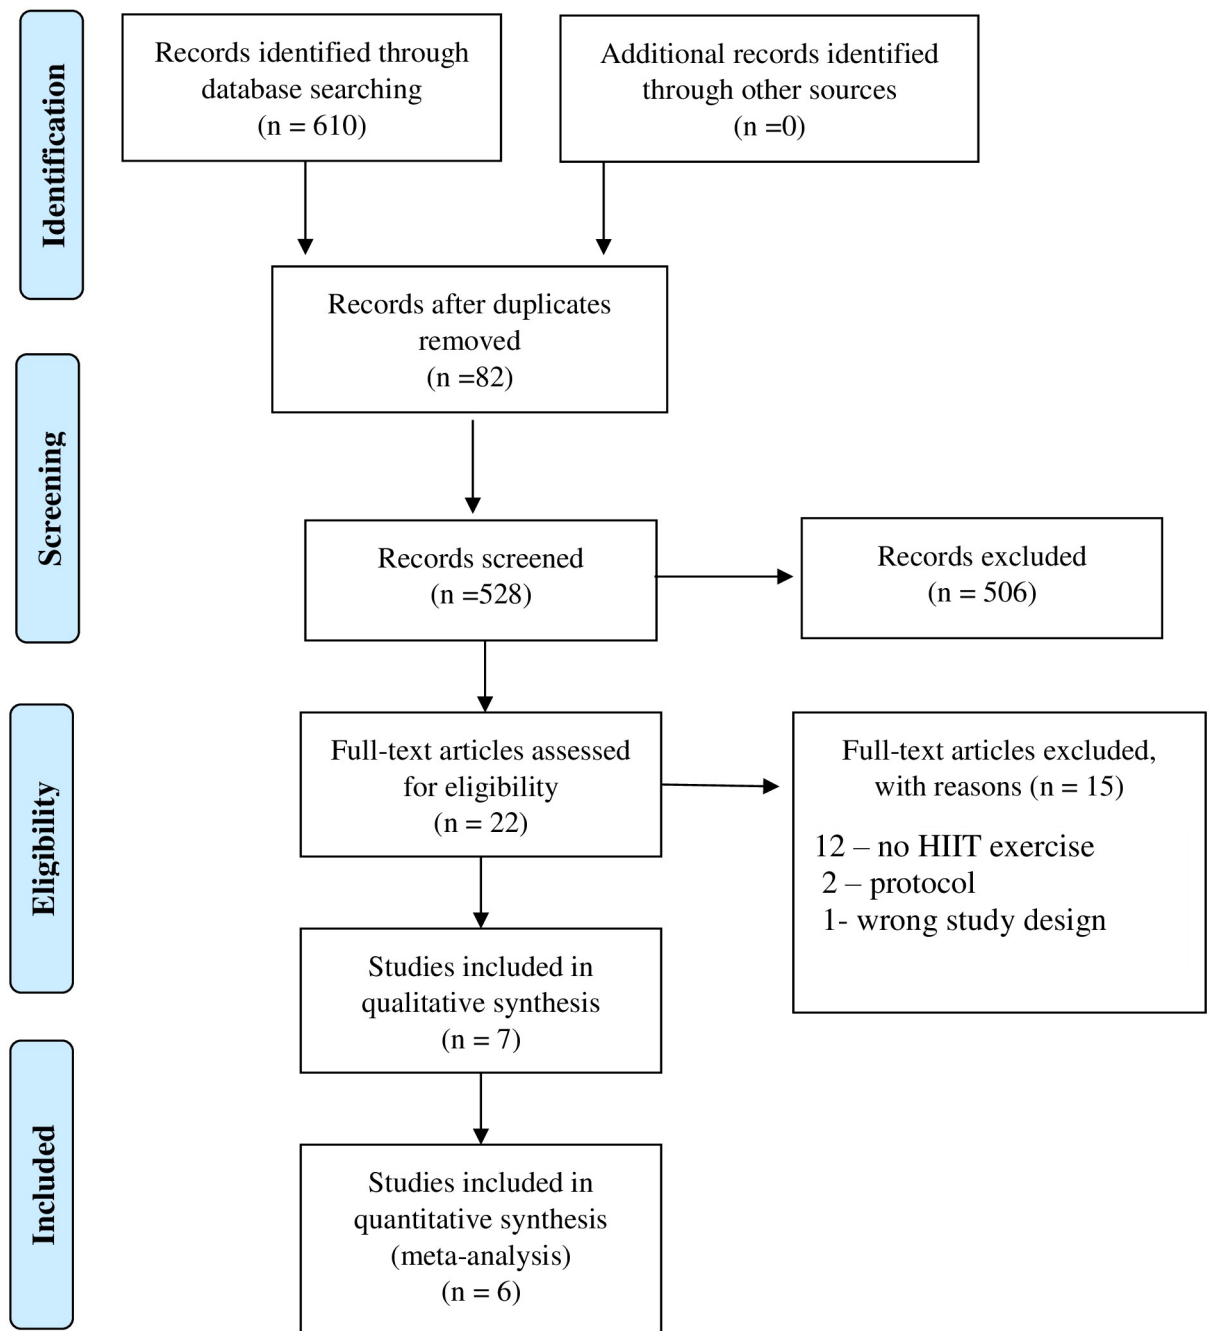 Identification
Records identified through
database searching
(n = 610)
Additional records identified
through other sources
(n =0)
Records after duplicates
removed
(n =82)
Screening
Records screened
(n =528)
Records excluded
(n = 506)
Eligibility
Full-text articles assessed
for eligibility
(n = 22)
Full-text articles excluded,
with reasons (n = 15)
12 – no HIIT exercise
2 – protocol
1- wrong study design
Studies included in
qualitative synthesis
(n = 7)
Included
Studies included in
quantitative synthesis
(meta-analysis)
(n = 6)